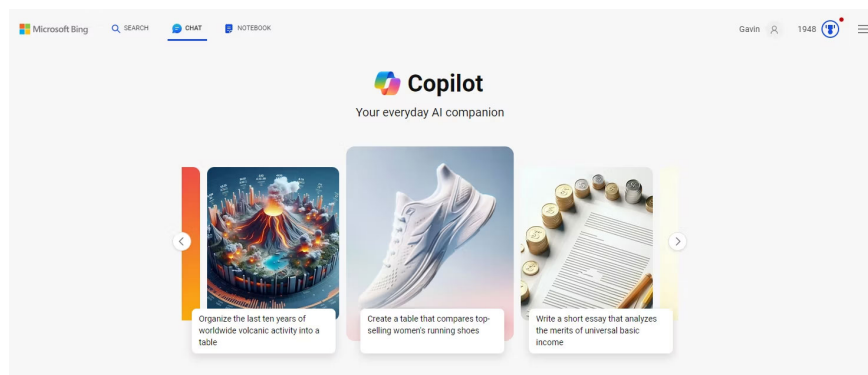 Microsoft Bing
SEARCH
CHAT
NOTEBOOK
Gavin
1948
Copilot
Your everyday AI companion
Organize the last ten years of
worldwide volcanic activity into a
table
Create a table that compares top-
selling women's running shoes
Write a short essay that analyzes
the merits of universal basic
income